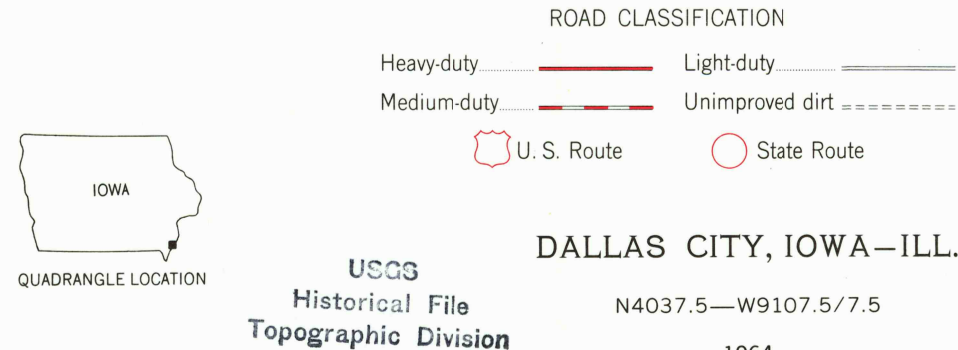 ROAD CLASSIFICATION
Heavy-duty Light-duty
Medium-duty Unimproved dirt
U. S. Route State Route
IOWA
QUADRANGLE LOCATION
USGS
Historical File
Topographic Division
DALLAS CITY, IOWA—ILL.
N4037.5—W9107.5/7.5